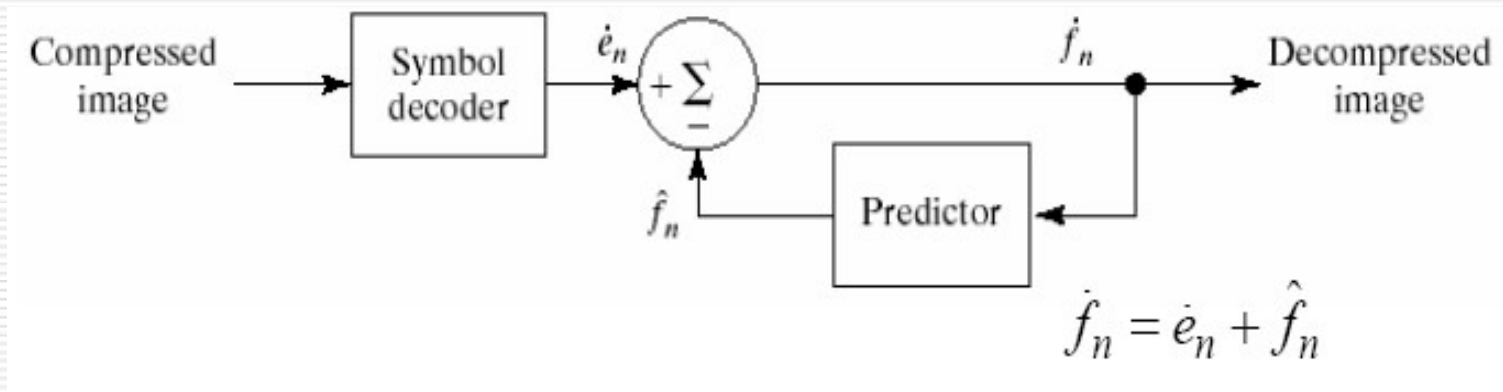 Compressed
image
Symbol
decoder
ė_n
+ Σ
−
ḟ_n
Decompressed
image
f̂_n
Predictor
ḟ_n = ė_n + f̂_n